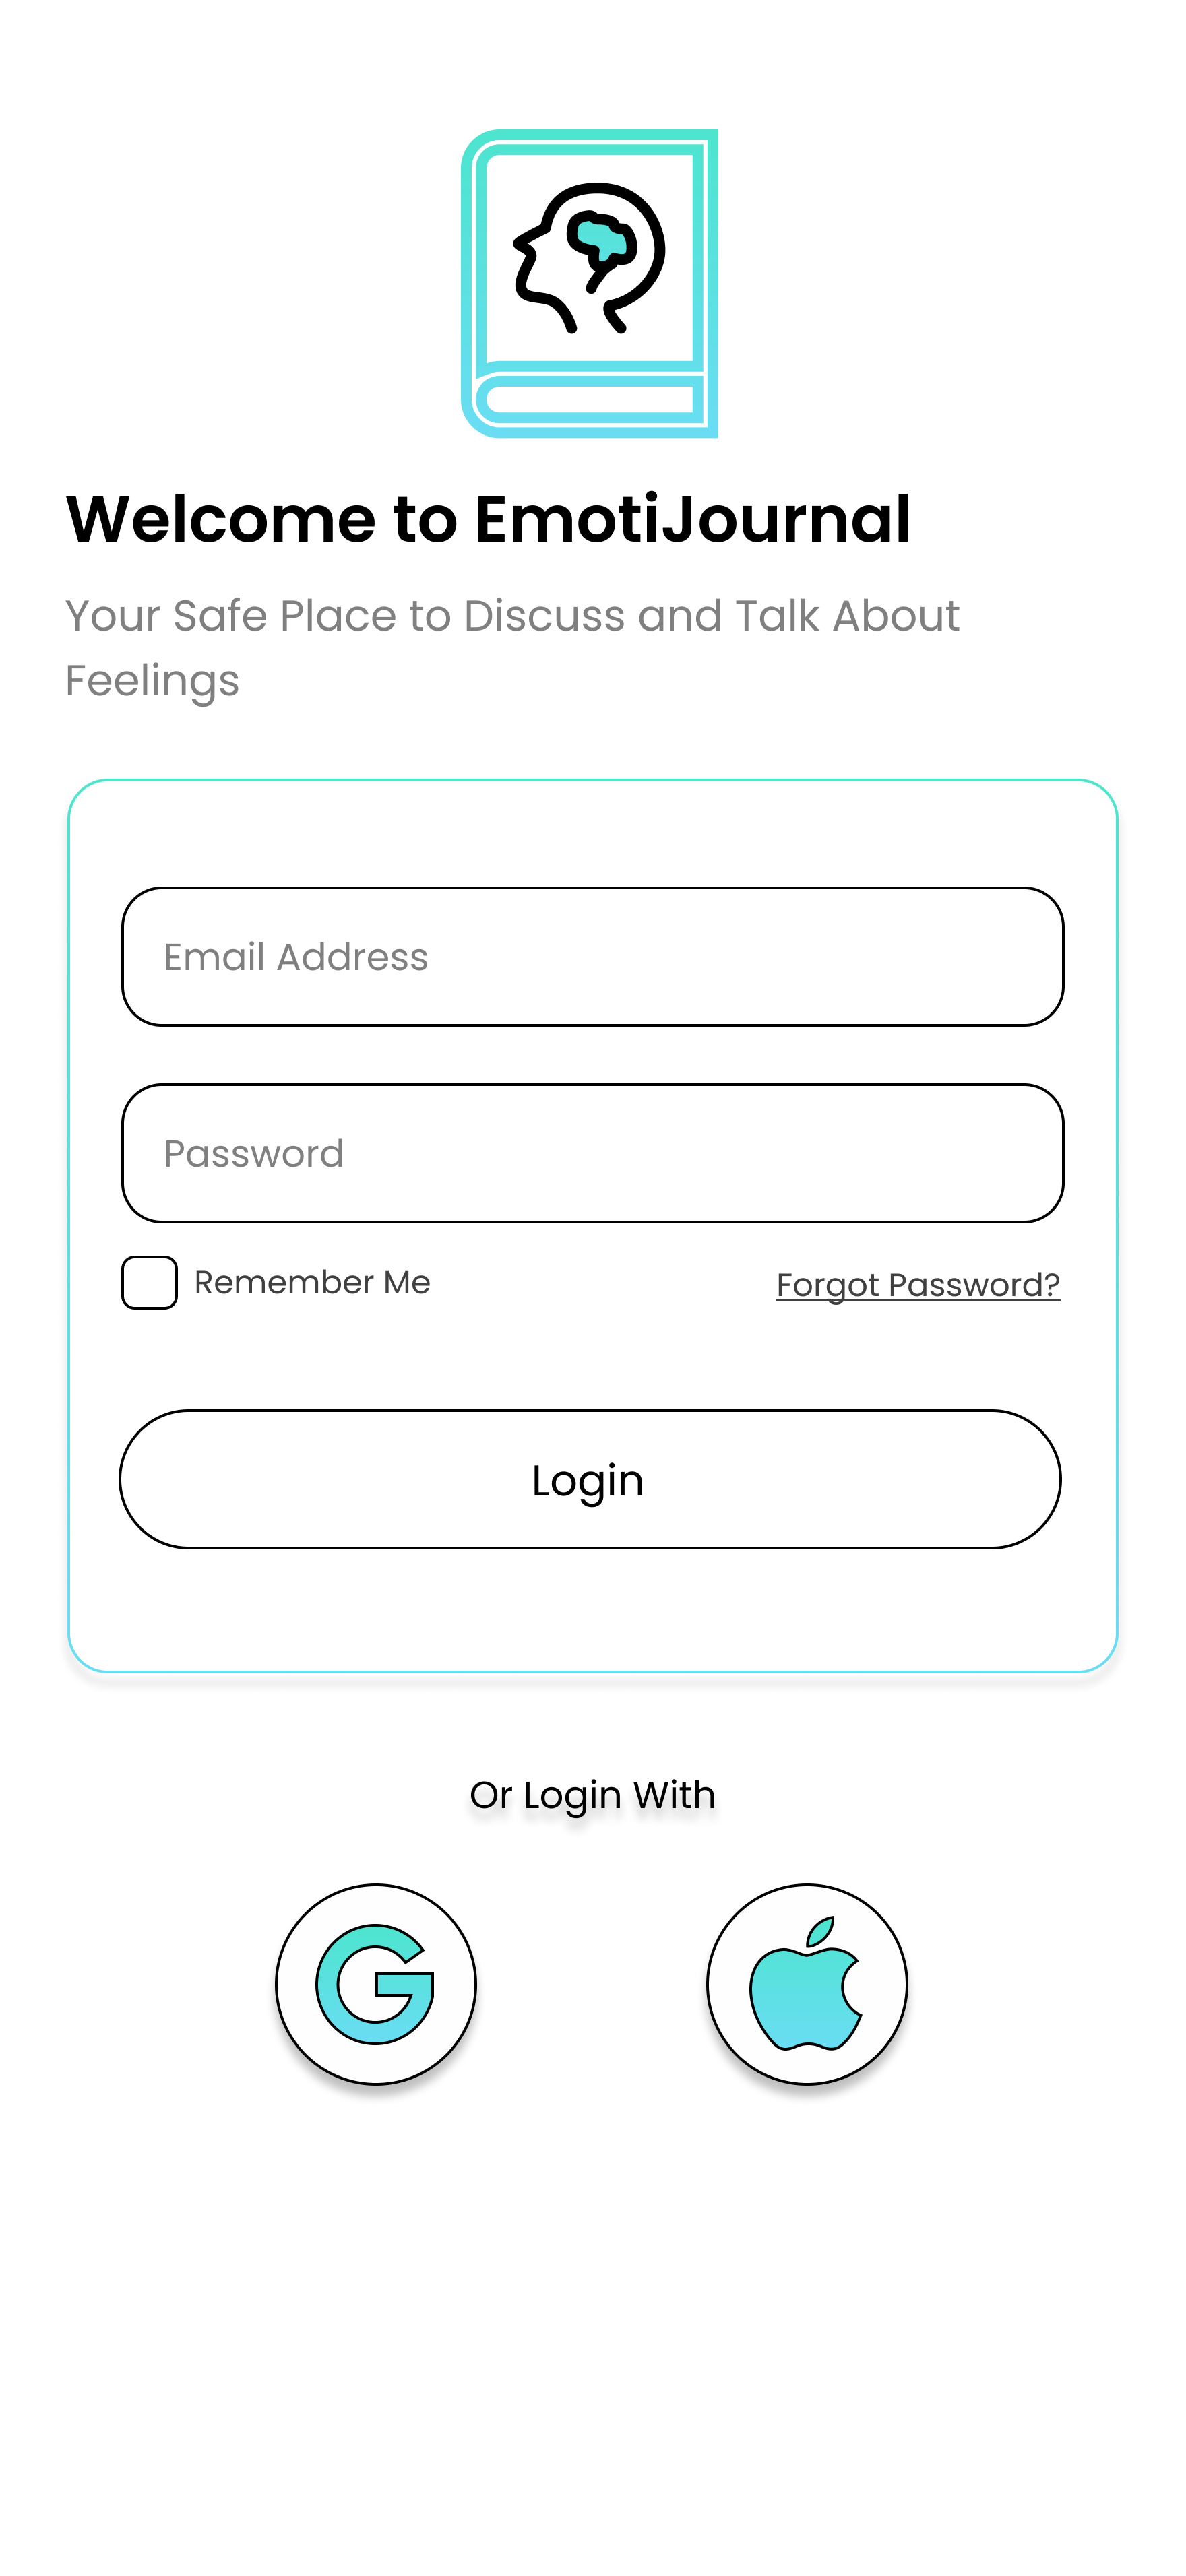 Welcome to EmotiJournal
Your Safe Place to Discuss and Talk About
Feelings
Email Address
Password
Remember Me
Forgot Password?
Login
Or Login With